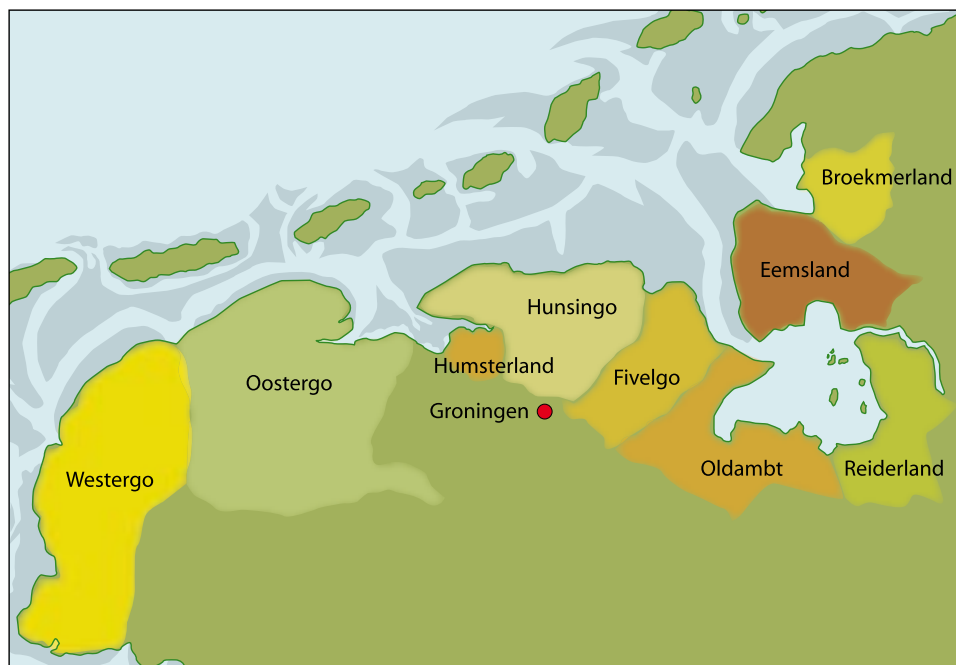 Broekmerland
Eemsland
Hunsingo
Humsterland
Fivelgo
Oostergo
Groningen
Westergo
Oldambt
Reiderland